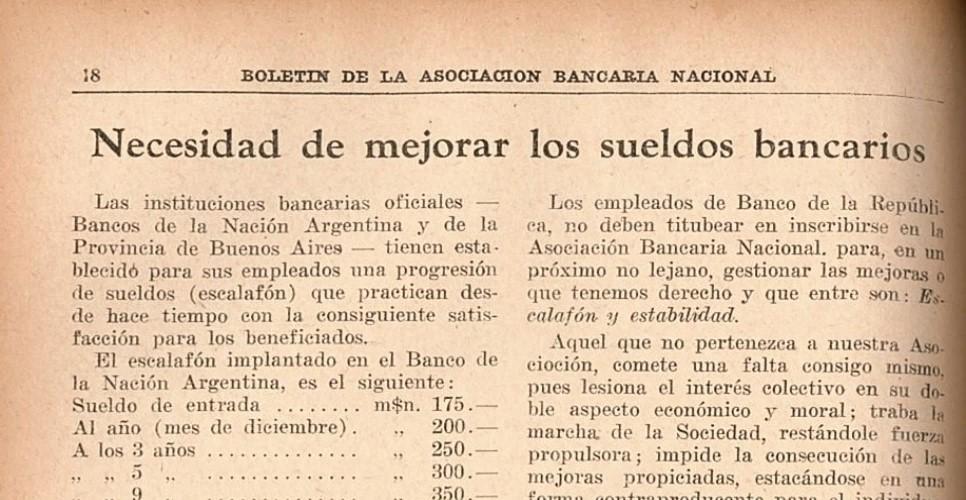 18
BOLETIN DE LA ASOCIACION BANCARIA NACIONAL
Necesidad de mejorar los sueldos bancarios
Las instituciones bancarias oficiales —
Bancos de la Nación Argentina y de la
Provincia de Buenos Aires — tienen esta-
blecido para sus empleados una progresión
de sueldos (escalafón) que practican des-
de hace tiempo con la consiguiente satis-
facción para los beneficiados.
El escalafón implantado en el Banco de
la Nación Argentina, es el siguiente:
Sueldo de entrada ........ m$n. 175.—
Al año (mes de diciembre). „ 200.—
A los 3 años .............. „ 250.—
„ „ 5 „. ............ „ 300.—
„ „ 9 350.—
Los empleados de Banco de la Repúbli-
ca, no deben titubear en inscribirse en la
Asociación Bancaria Nacional. para, en un
próximo no lejano, gestionar las mejoras o
que tenemos derecho y que entre son: Es-
calafón y estabilidad.
Aquel que no pertenezca a nuestra Aso-
cioción, comete una falta consigo mismo,
pues lesiona el interés colectivo en su do-
ble aspecto económico y moral; traba la
marcha de la Sociedad, restándole fuerza
propulsora; impide la consecución de las
mejoras propiciadas, estacándose en una
forma contraproducente para el